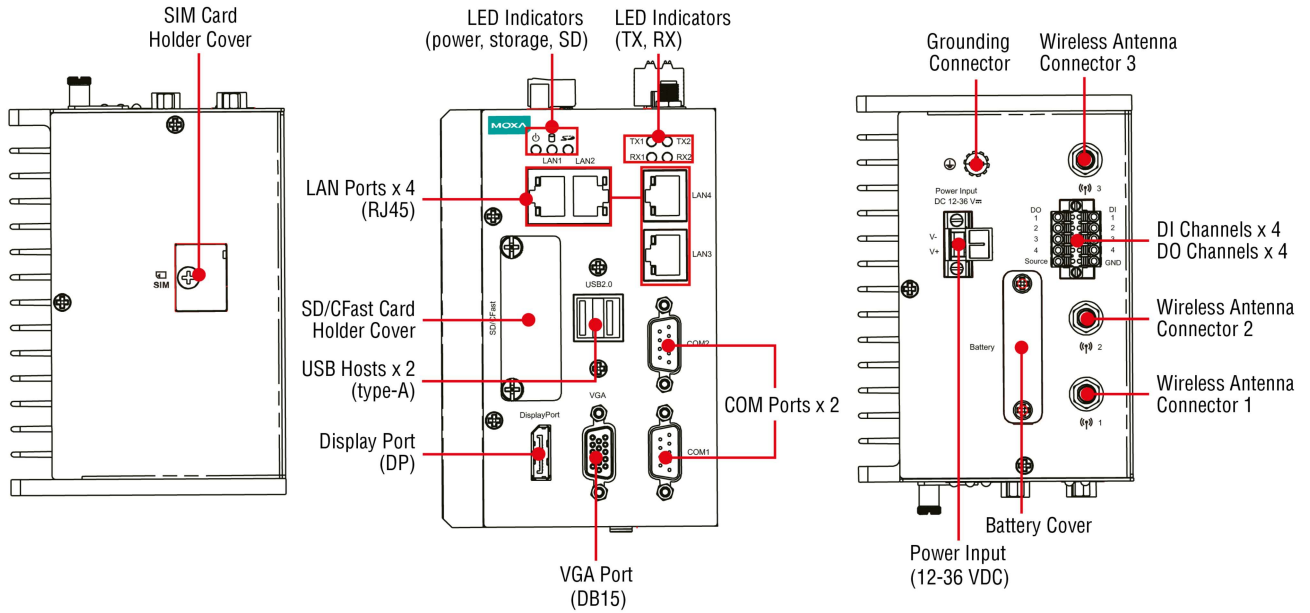 SIM Card
Holder Cover
SIM
LED Indicators
(power, storage, SD)
LED Indicators
(TX, RX)
MOXA
TX1
TX2
RX1
RX2
LAN1
LAN2
LAN Ports x 4
(RJ45)
LAN4
LAN3
USB2.0
SD/CFast
SD/CFast Card
Holder Cover
COM2
USB Hosts x 2
(type-A)
VGA
COM Ports x 2
DisplayPort
Display Port
(DP)
COM1
VGA Port
(DB15)
Grounding
Connector
Wireless Antenna
Connector 3
3
Power Input
DC 12-36 V
V-
V+
DO
DI
1
1
2
2
3
3
4
4
Source
GND
DI Channels x 4
DO Channels x 4
Wireless Antenna
Connector 2
Battery
2
Wireless Antenna
Connector 1
1
Battery Cover
Power Input
(12-36 VDC)